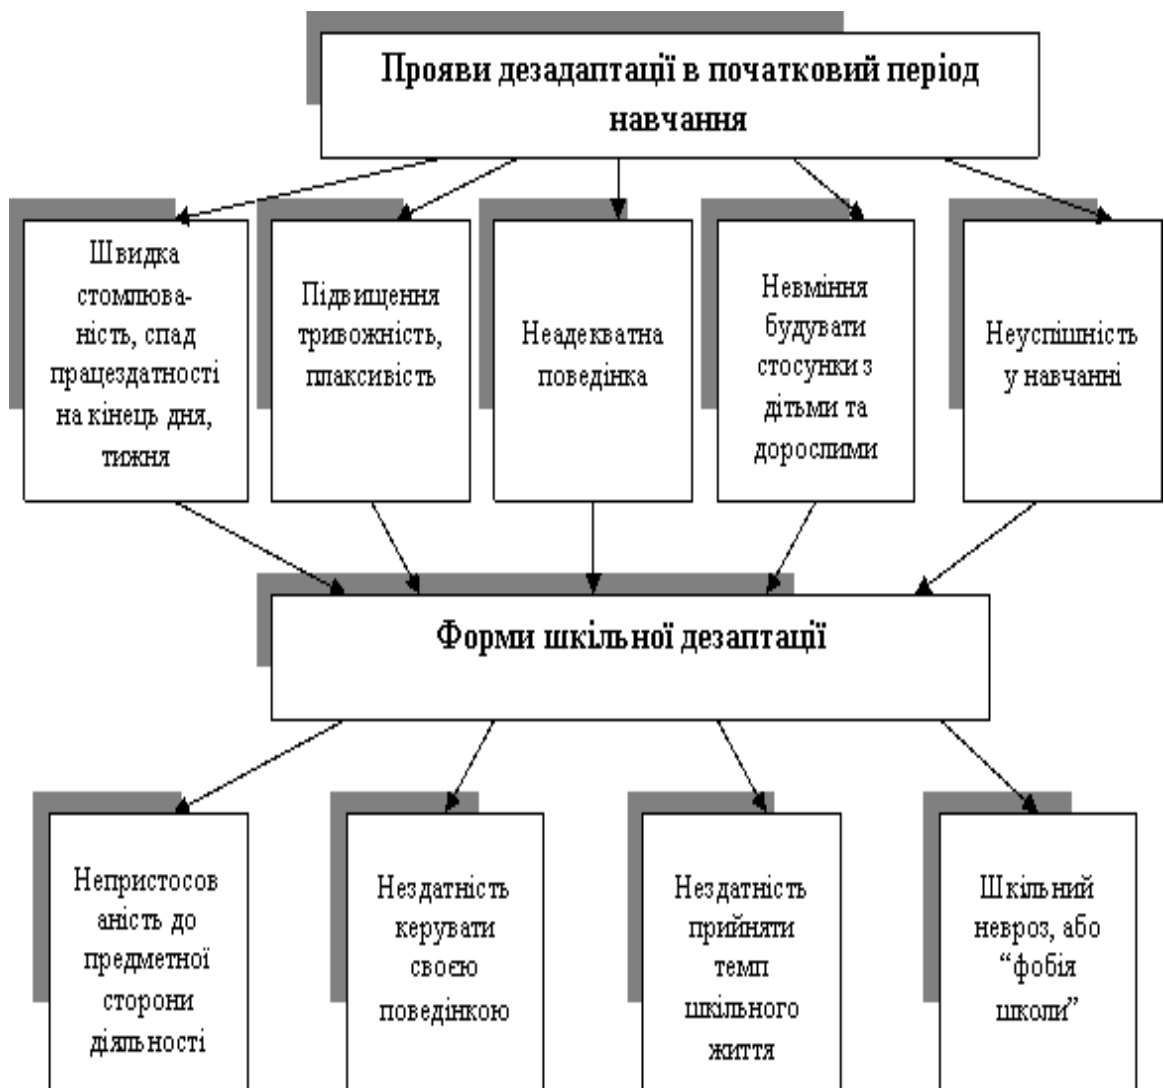 Прояви дезадаптації в початковий період
навчання
Швидка
стомлюва-
ність, спад
працездатності
на кінець дня,
тижня
Підвищення
тривожність,
плаксивість
Неадекватна
поведінка
Невміння
будувати
стосунки з
дітьми та
дорослими
Неуспішність
у навчанні
Форми шкільної дезаптації
Непристосов
аність до
предметної
сторони
діяльності
Нездатність
керувати
своєю
поведінкою
Нездатність
прийняти
темп
шкільного
життя
Шкільний
невроз, або
“фобія
школи”